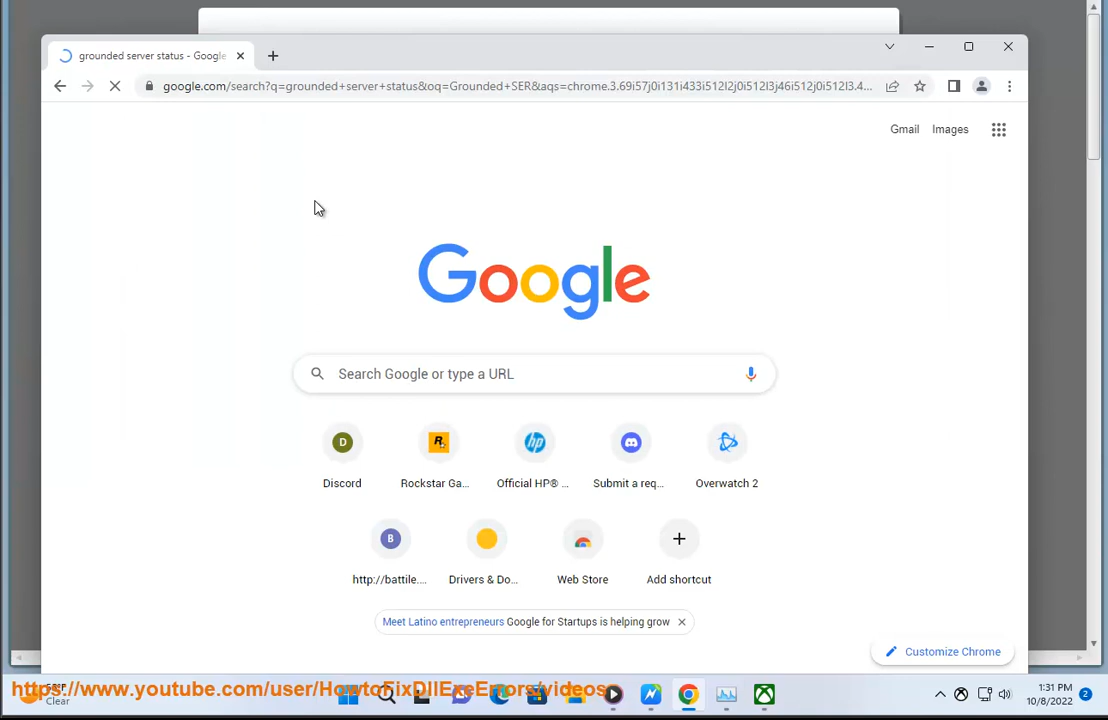 grounded server status - Google
google.com/search?q=grounded+server+status&oq=Grounded+SER&aqs=chrome.3.69i57j0i131i433i512l2j0i512l3j46i512j0i512l3.4...
Gmail Images
Google
Search Google or type a URL
D
R
hp
Discord Rockstar Ga... Official HP® ... Submit a req... Overwatch 2
B
http://battile.... Drivers & Do... Web Store Add shortcut
Meet Latino entrepreneurs Google for Startups is helping grow
Customize Chrome
https://www.youtube.com/user/HowtoFixDllExeErrors/videos
Clear
1:31 PM
10/8/2022
2